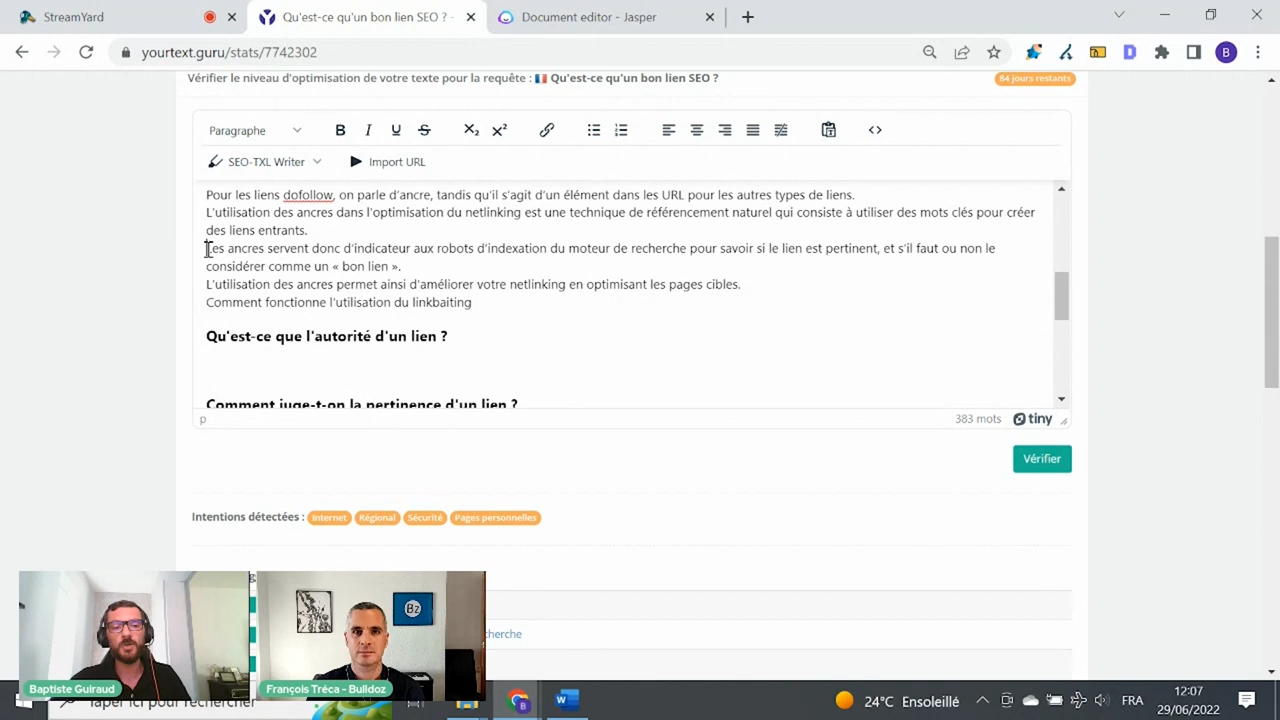 StreamYard
Qu'est-ce qu'un bon lien SEO ? -
Document editor - Jasper
yourtext.guru/stats/7742302
B
Vérifier le niveau d'optimisation de votre texte pour la requête : Qu'est-ce qu'un bon lien SEO ?
84 jours restants
Paragraphe
B I U S X₂ X²
SEO-TXL Writer
Import URL
Pour les liens dofollow, on parle d'ancre, tandis qu'il s'agit d'un élément dans les URL pour les autres types de liens.
L'utilisation des ancres dans l'optimisation du netlinking est une technique de référencement naturel qui consiste à utiliser des mots clés pour créer
des liens entrants.
Les ancres servent donc d'indicateur aux robots d'indexation du moteur de recherche pour savoir si le lien est pertinent, et s'il faut ou non le
considérer comme un « bon lien ».
L'utilisation des ancres permet ainsi d'améliorer votre netlinking en optimisant les pages cibles.
Comment fonctionne l'utilisation du linkbaiting
Qu'est-ce que l'autorité d'un lien ?
Comment juge-t-on la pertinence d'un lien ?
p
383 mots
tiny
Vérifier
Intentions détectées : Internet Régional Sécurité Pages personnelles
cherche
Bz
Baptiste Guiraud
François Tréca - Bulldoz
Taper ici pour rechercher
24°C Ensoleillé
FRA
12:07
29/06/2022